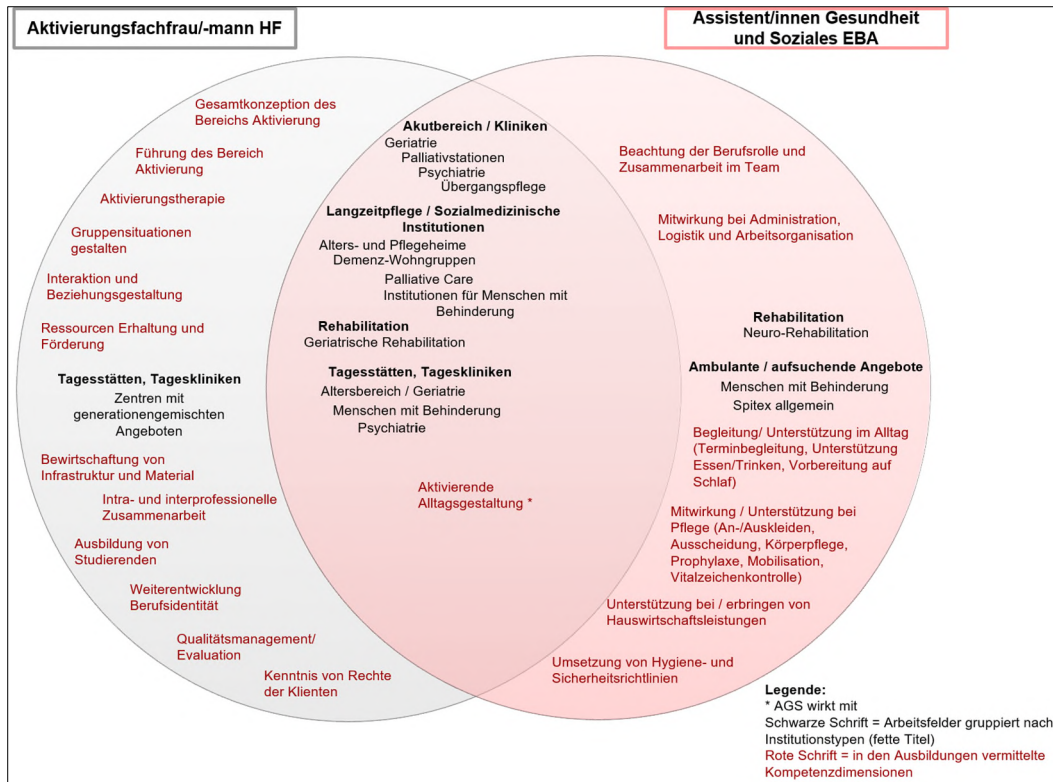 Aktivierungsfachfrau/-mann HF
Assistent/innen Gesundheit
und Soziales EBA
Gesamtkonzeption des
Bereichs Aktivierung
Führung des Bereich
Aktivierung
Aktivierungstherapie
Gruppensituationen
gestalten
Interaktion und
Beziehungsgestaltung
Ressourcen Erhaltung und
Förderung
Tagesstätten, Tageskliniken
Zentren mit
generationengemischten
Angeboten
Bewirtschaftung von
Infrastruktur und Material
Intra- und interprofessionelle
Zusammenarbeit
Ausbildung von
Studierenden
Weiterentwicklung
Berufsidentität
Qualitätsmanagement/
Evaluation
Kenntnis von Rechte
der Klienten
Akutbereich / Kliniken
Geriatrie
Palliativstationen
Psychiatrie
Übergangspflege
Langzeitpflege / Sozialmedizinische
Institutionen
Alters- und Pflegeheime
Demenz-Wohngruppen
Palliative Care
Institutionen für Menschen mit
Behinderung
Rehabilitation
Geriatrische Rehabilitation
Tagesstätten, Tageskliniken
Altersbereich / Geriatrie
Menschen mit Behinderung
Psychiatrie
Aktivierende
Alltagsgestaltung *
Beachtung der Berufsrolle und
Zusammenarbeit im Team
Mitwirkung bei Administration,
Logistik und Arbeitsorganisation
Rehabilitation
Neuro-Rehabilitation
Ambulante / aufsuchende Angebote
Menschen mit Behinderung
Spitex allgemein
Begleitung/ Unterstützung im Alltag
(Terminbegleitung, Unterstützung
Essen/Trinken, Vorbereitung auf
Schlaf)
Mitwirkung / Unterstützung bei
Pflege (An-/Auskleiden,
Ausscheidung, Körperpflege,
Prophylaxe, Mobilisation,
Vitalzeichenkontrolle)
Unterstützung bei / erbringen von
Hauswirtschaftsleistungen
Umsetzung von Hygiene- und
Sicherheitsrichtlinien
Legende:
* AGS wirkt mit
Schwarze Schrift = Arbeitsfelder gruppiert nach
Institutionstypen (fette Titel)
Rote Schrift = in den Ausbildungen vermittelte
Kompetenzdimensionen